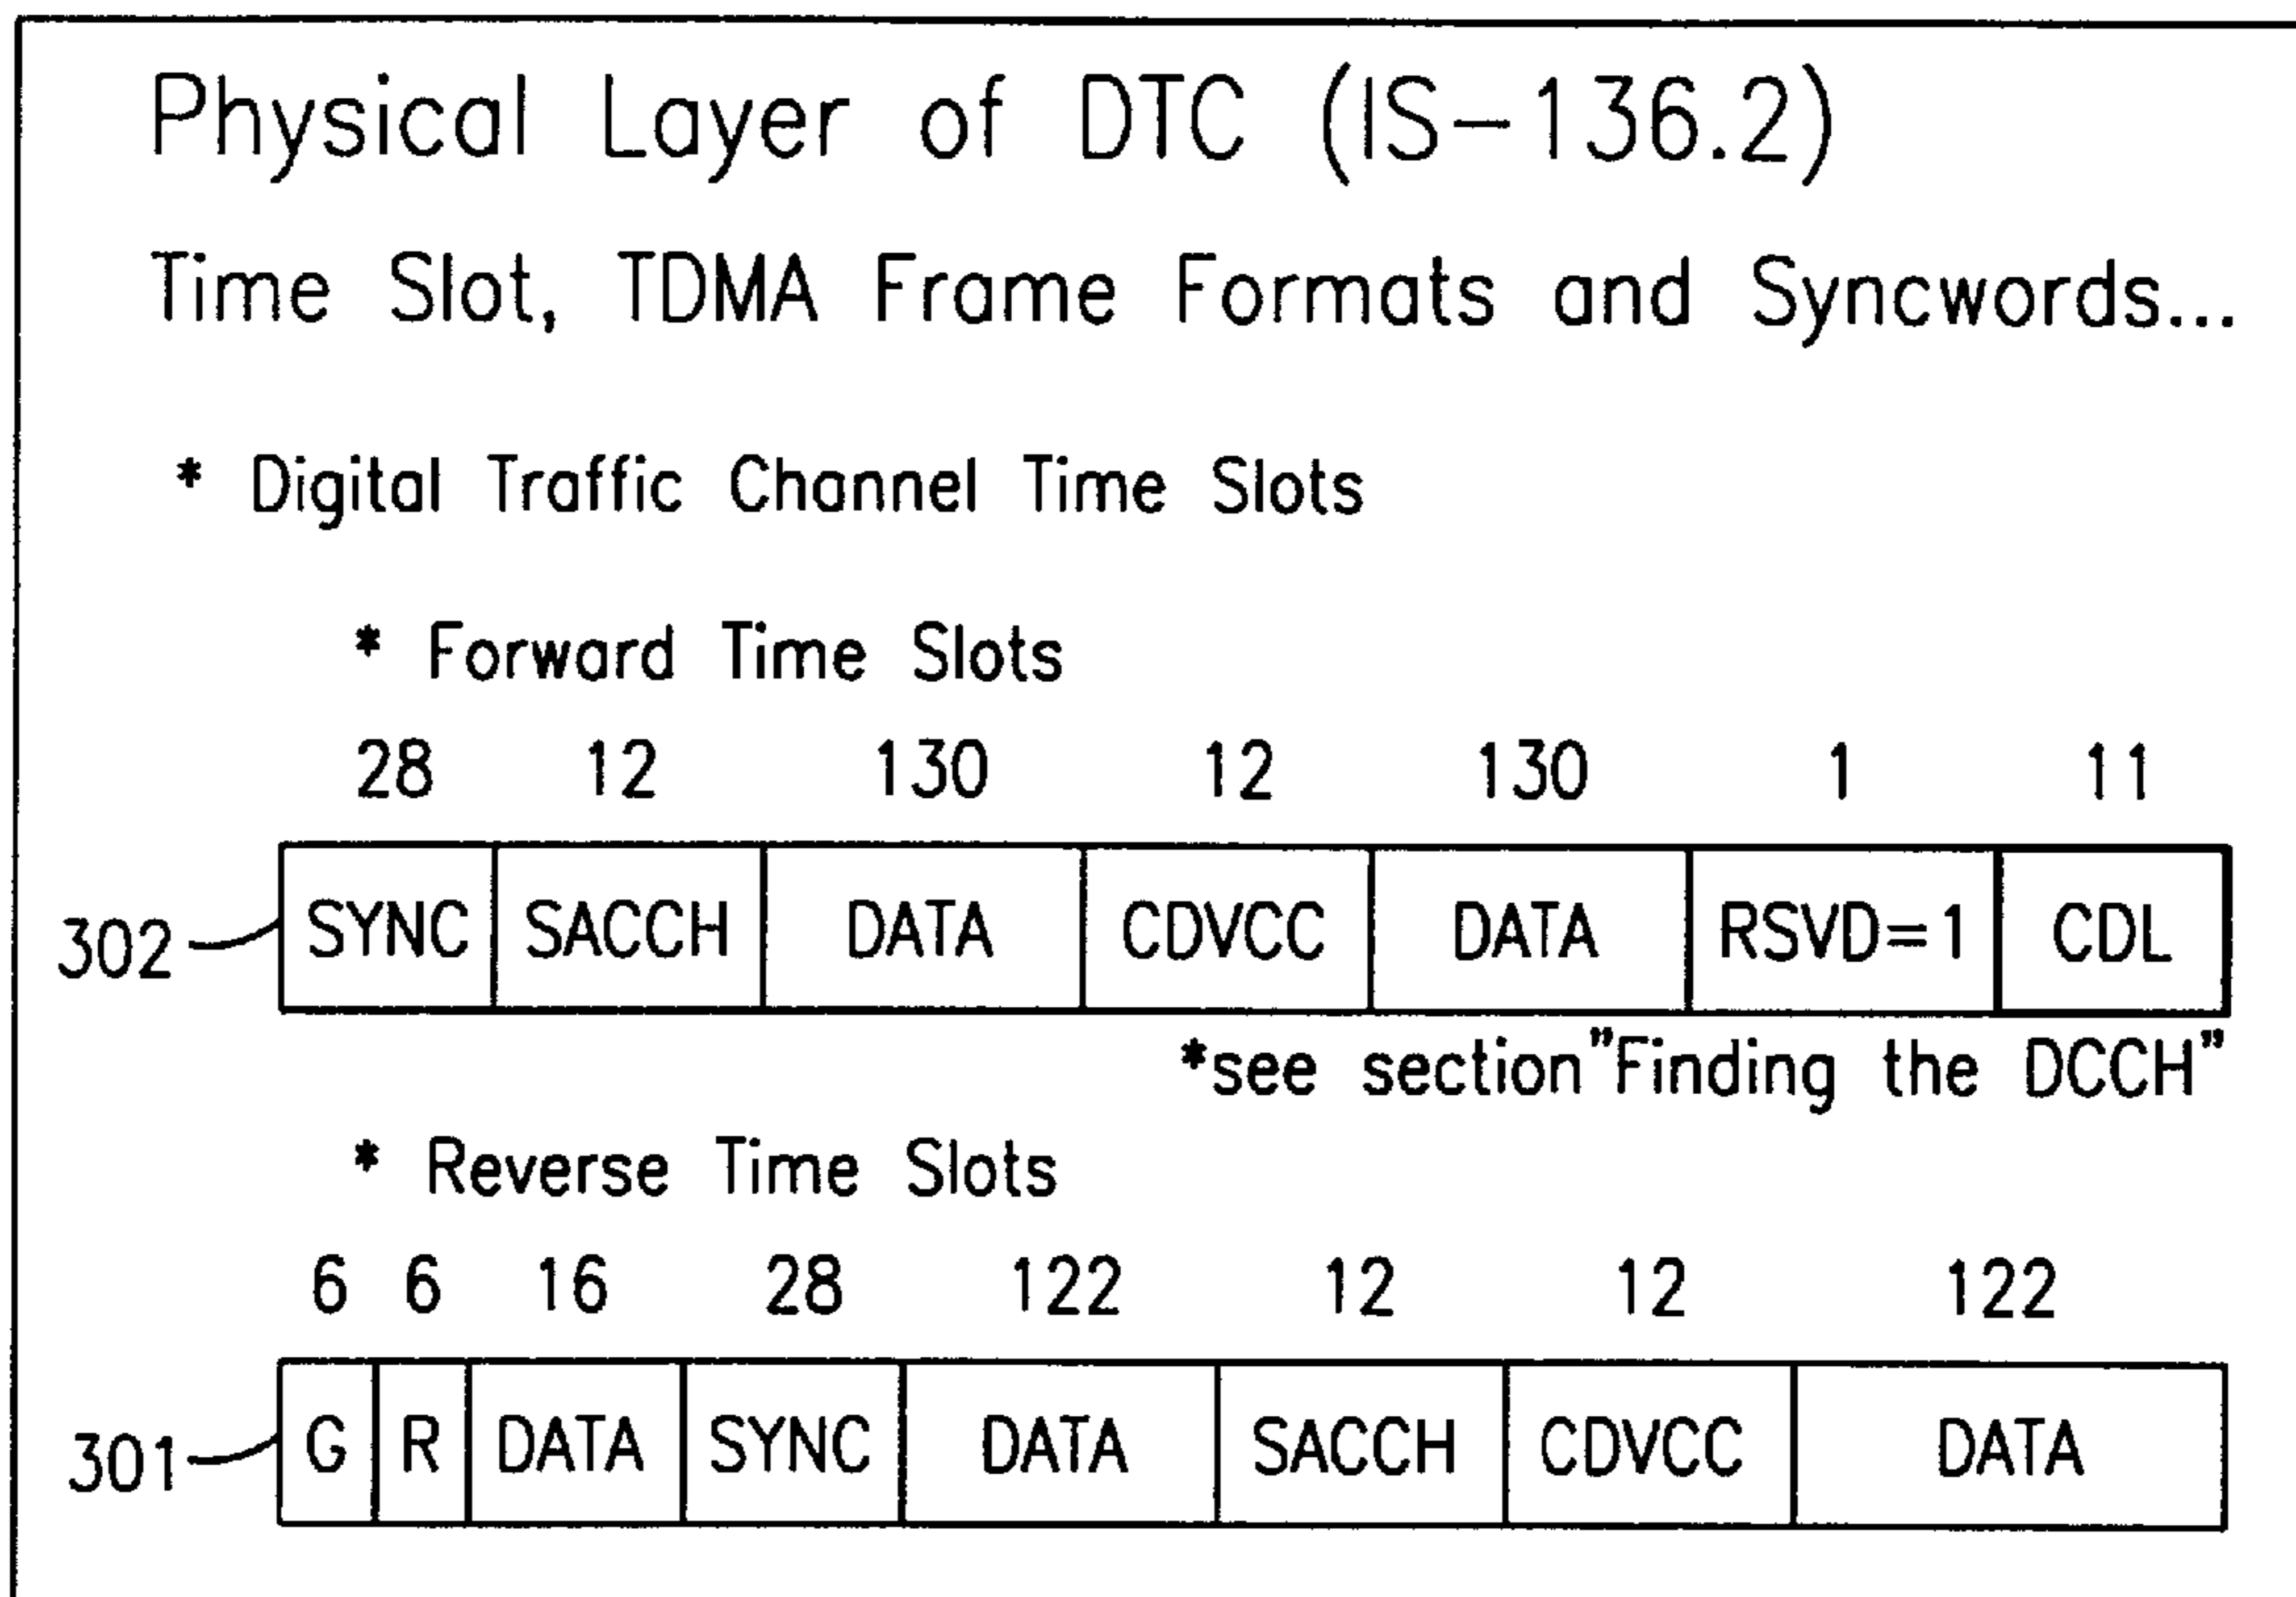 Physical Layer of DTC (IS-136.2)
Time Slot, TDMA Frame Formats and Syncwords...
* Digital Traffic Channel Time Slots
* Forward Time Slots
28 12 130 12 130 1 11
302 SYNC SACCH DATA CDVCC DATA RSVD=1 CDL
*see section"Finding the DCCH"
* Reverse Time Slots
6 6 16 28 122 12 12 122
301 G R DATA SYNC DATA SACCH CDVCC DATA